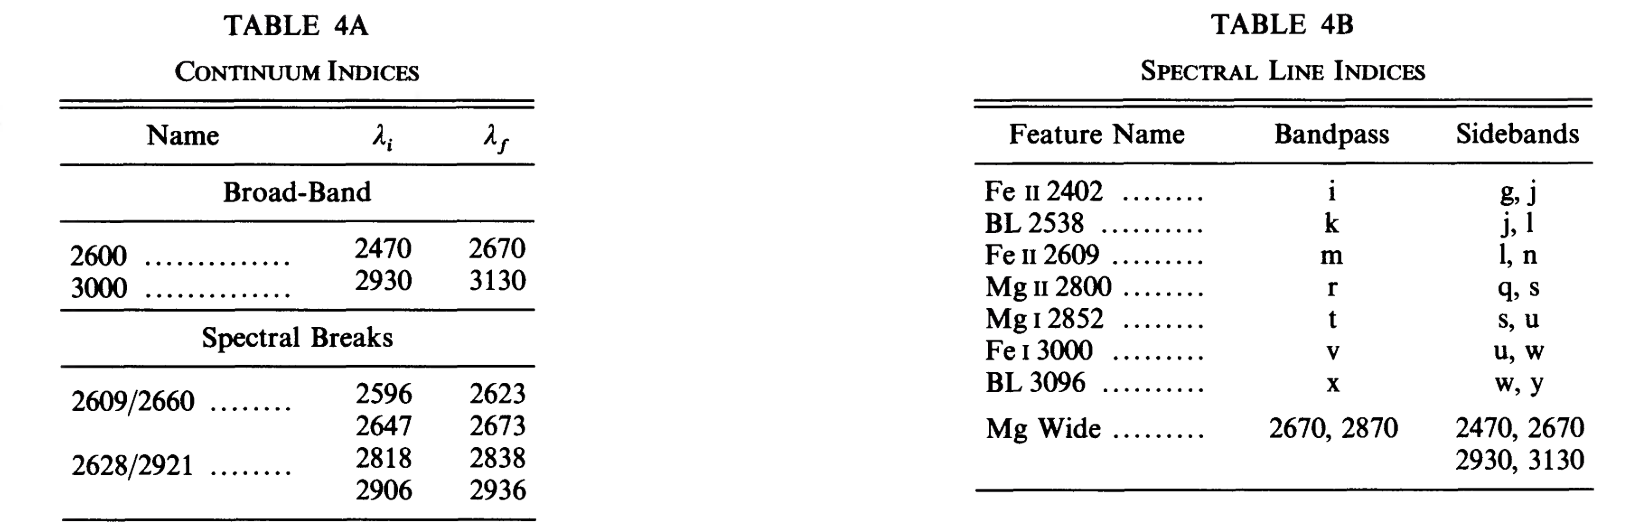 TABLE 4A
CONTINUUM INDICES
Name λi λf
Broad-Band
2600 .............. 2470 2670
3000 .............. 2930 3130
Spectral Breaks
2609/2660 ........ 2596 2623
2647 2673
2628/2921 ........ 2818 2838
2906 2936
TABLE 4B
SPECTRAL LINE INDICES
Feature Name Bandpass Sidebands
Fe II 2402 ........ i g, j
BL 2538 .......... k j, l
Fe II 2609 ......... m l, n
Mg II 2800 ........ r q, s
Mg I 2852 ........ t s, u
Fe I 3000 ......... v u, w
BL 3096 .......... x w, y
Mg Wide ......... 2670, 2870 2470, 2670
2930, 3130